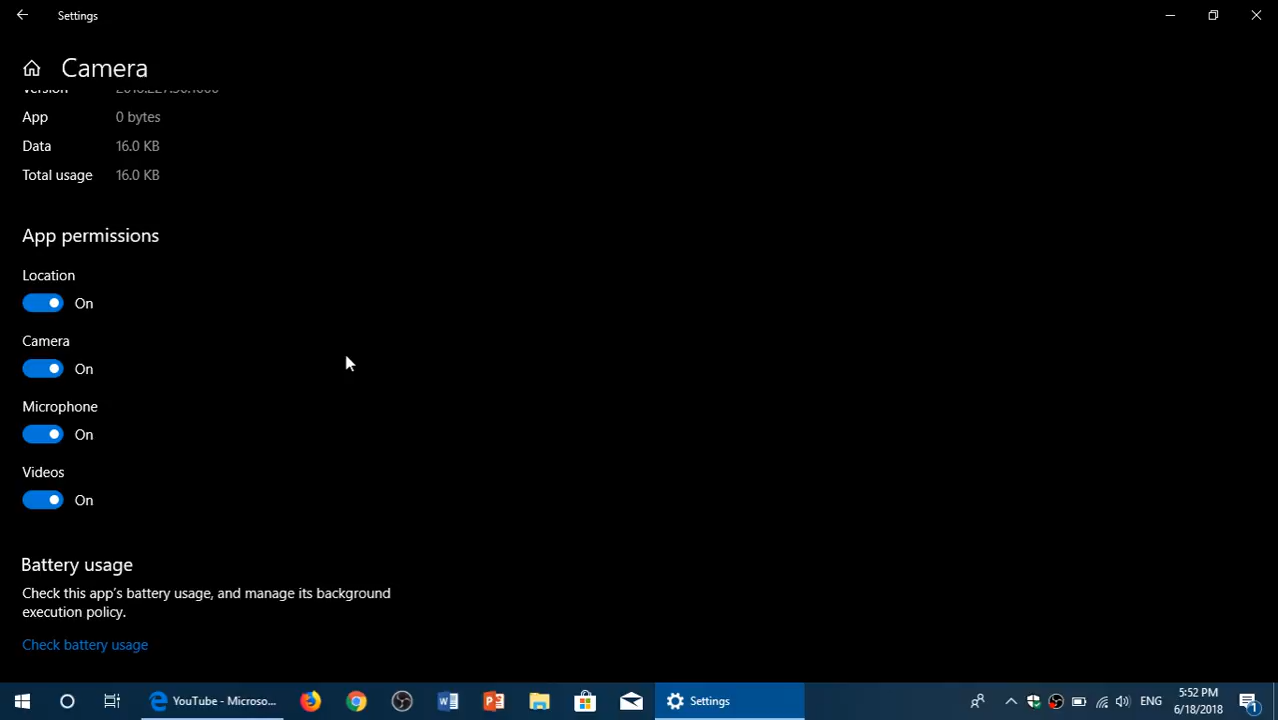 Settings
Camera
Version
App 0 bytes
Data 16.0 KB
Total usage 16.0 KB
App permissions
Location
On
Camera
On
Microphone
On
Videos
On
Battery usage
Check this app's battery usage, and manage its background
execution policy.
Check battery usage
YouTube - Microso...
Settings
ENG
5:52 PM
6/18/2018
1